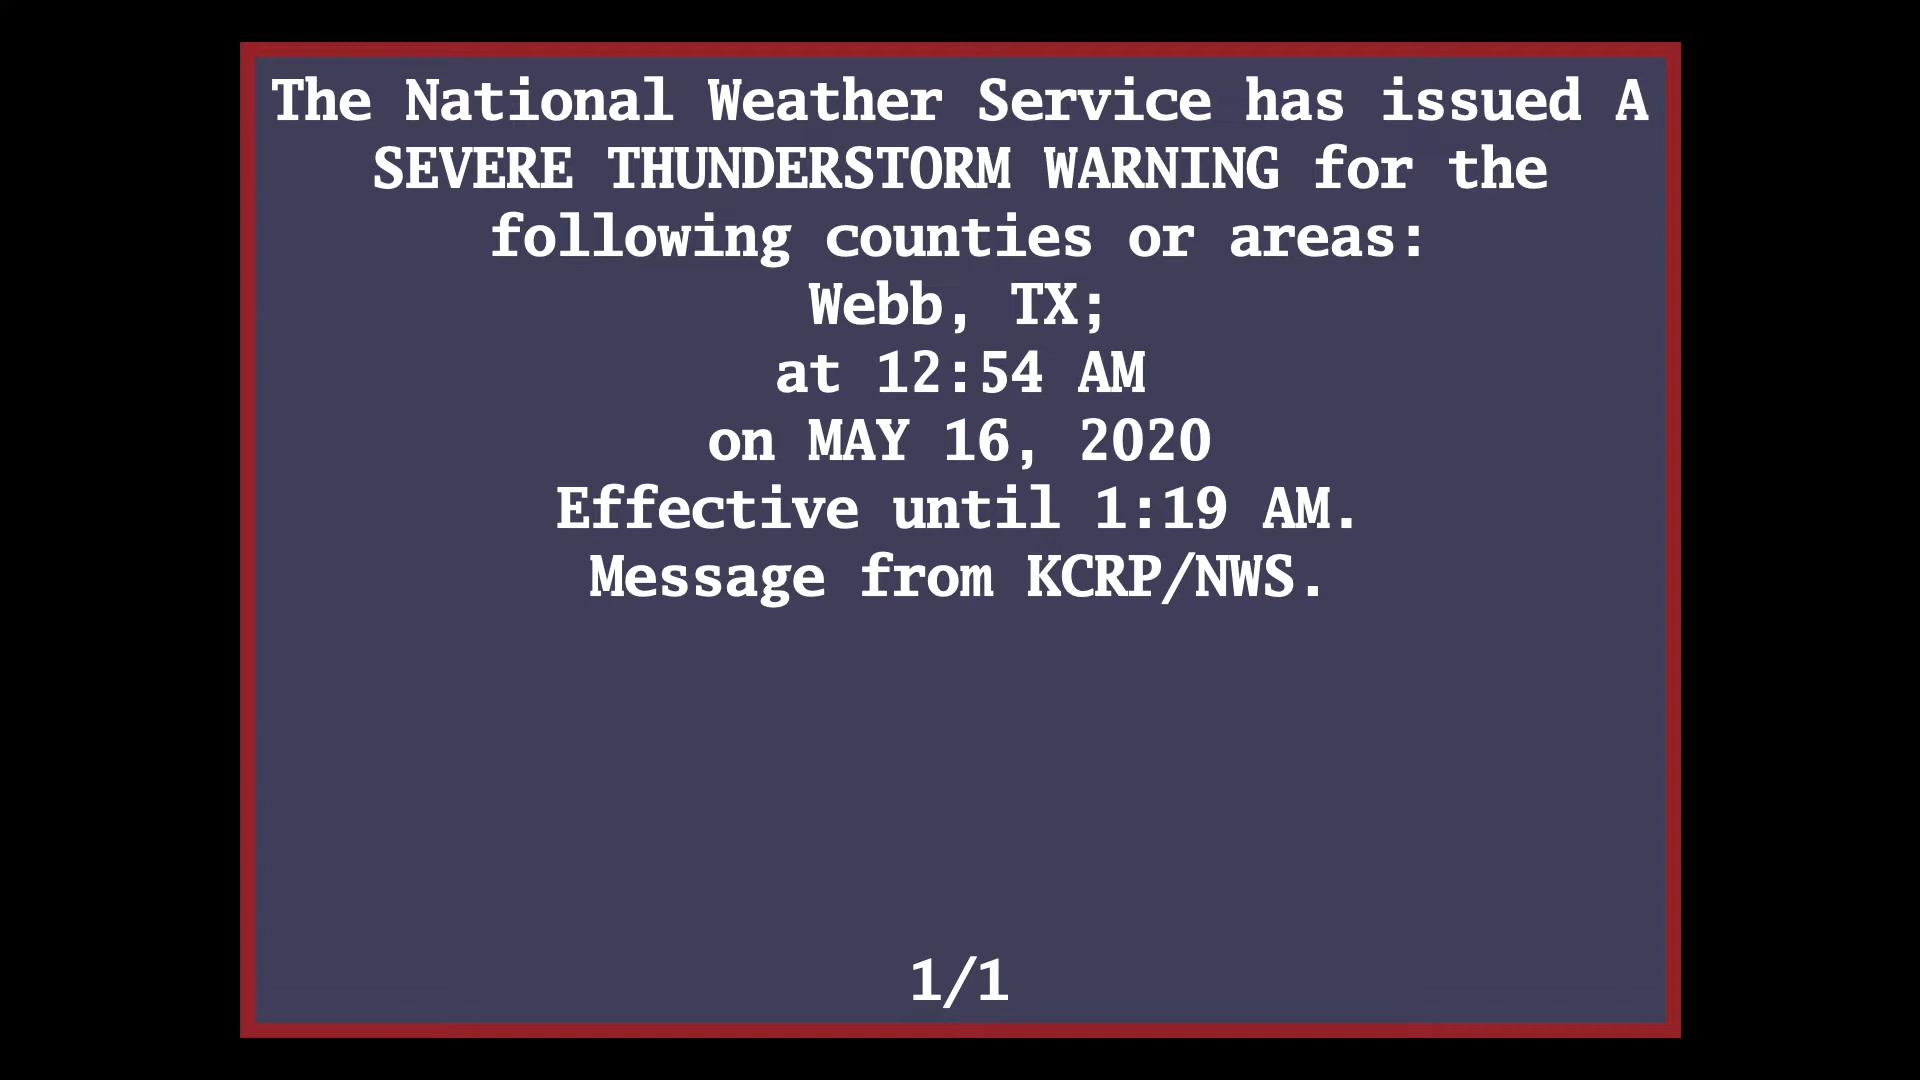 The National Weather Service has issued A
SEVERE THUNDERSTORM WARNING for the
following counties or areas:
Webb, TX;
at 12:54 AM
on MAY 16, 2020
Effective until 1:19 AM.
Message from KCRP/NWS.
1/1